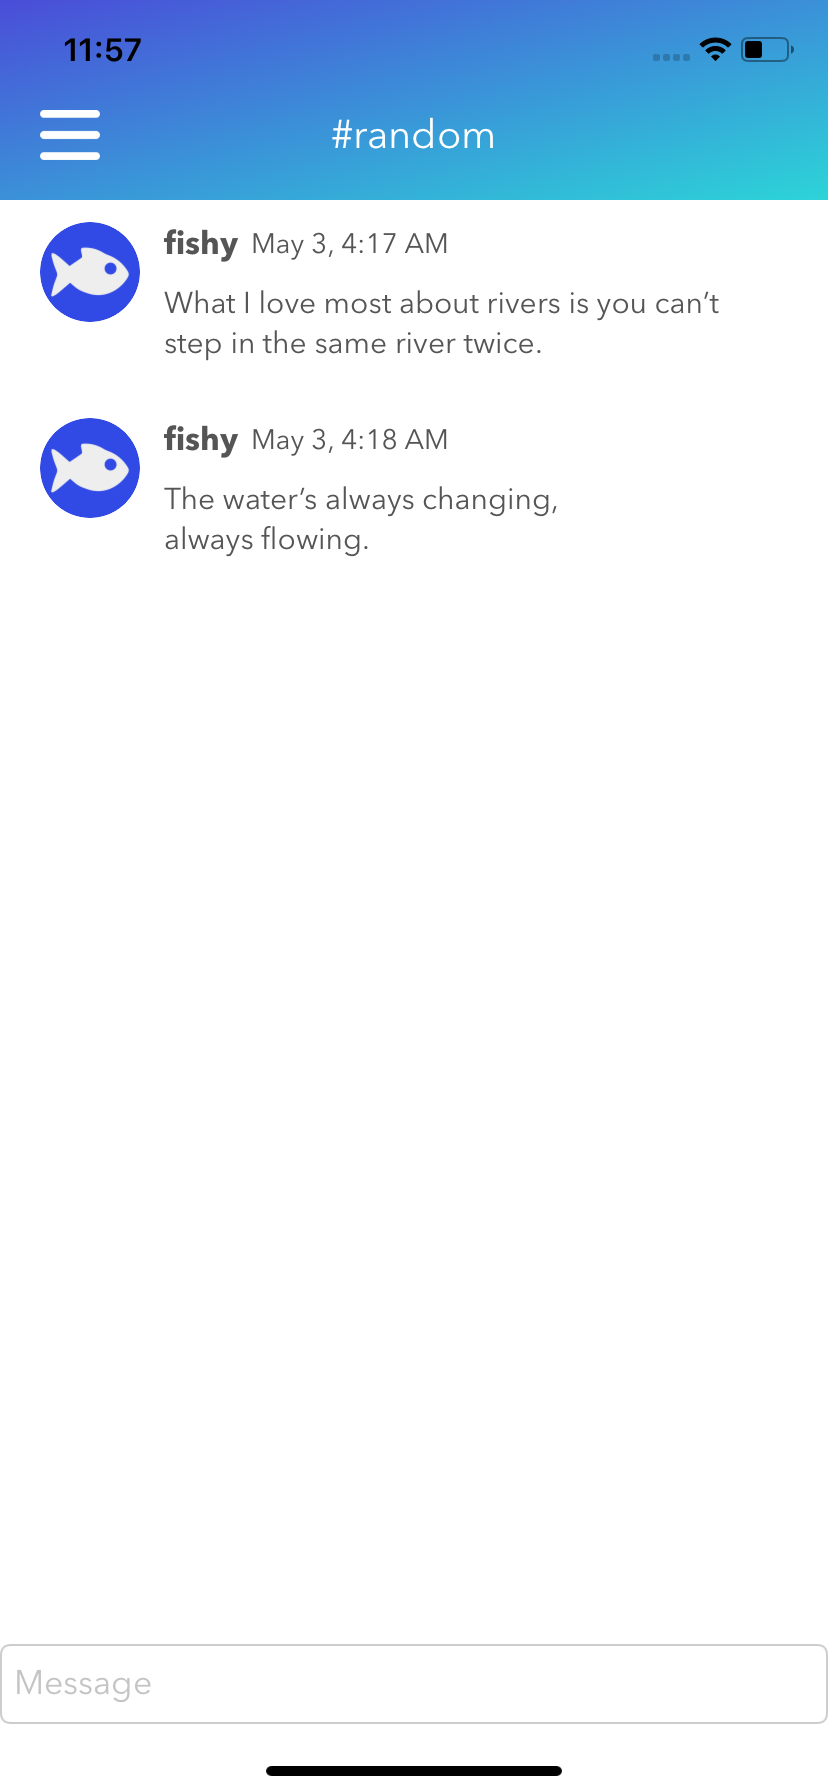 11:57
#random
fishy May 3, 4:17 AM
What I love most about rivers is you can’t
step in the same river twice.
fishy May 3, 4:18 AM
The water’s always changing,
always flowing.
Message